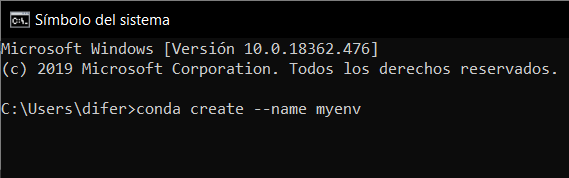 Símbolo del sistema
Microsoft Windows [Versión 10.0.18362.476]
(c) 2019 Microsoft Corporation. Todos los derechos reservados.
C:\Users\difer>conda create --name myenv